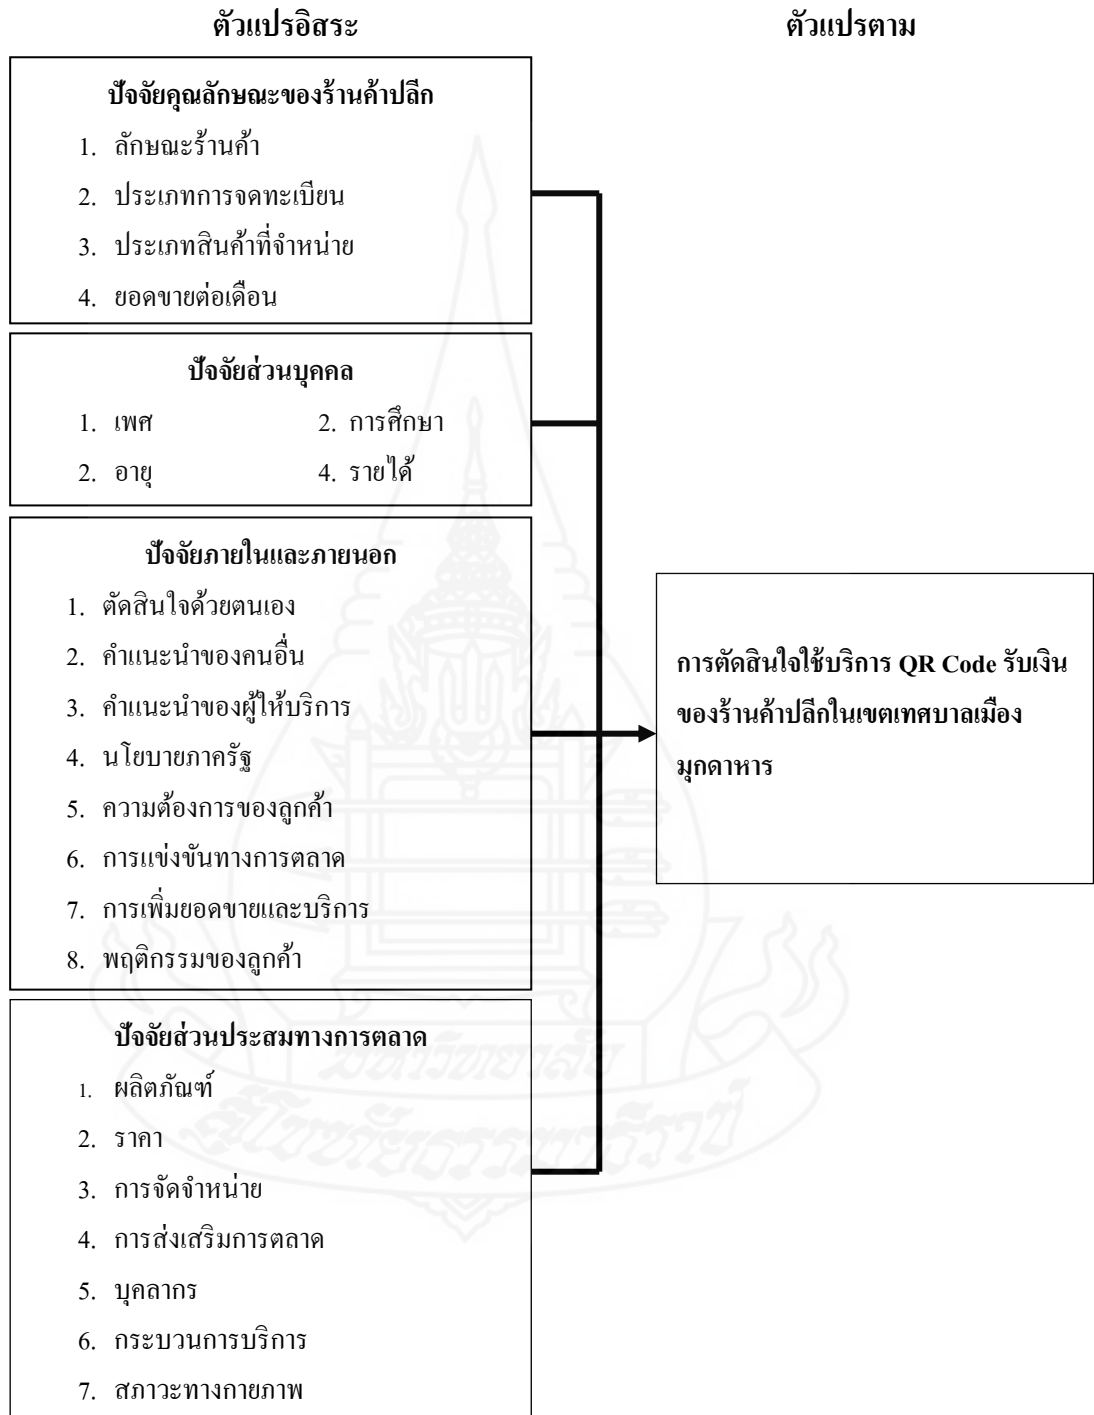 ตัวแปรอิสระ
ตัวแปรตาม
ปัจจัยคุณลักษณะของร้านค้าปลีก
1. ลักษณะร้านค้า
2. ประเภทการจดทะเบียน
3. ประเภทสินค้าที่จำหน่าย
4. ยอดขายต่อเดือน
ปัจจัยส่วนบุคคล
1. เพศ 2. การศึกษา
2. อายุ 4. รายได้
ปัจจัยภายในและภายนอก
1. ตัดสินใจด้วยตนเอง
2. คำแนะนำของคนอื่น
3. คำแนะนำของผู้ให้บริการ
4. นโยบายภาครัฐ
5. ความต้องการของลูกค้า
6. การแข่งขันทางการตลาด
7. การเพิ่มยอดขายและบริการ
8. พฤติกรรมของลูกค้า
ปัจจัยส่วนประสมทางการตลาด
1. ผลิตภัณฑ์
2. ราคา
3. การจัดจำหน่าย
4. การส่งเสริมการตลาด
5. บุคลากร
6. กระบวนการบริการ
7. สภาวะทางกายภาพ
การตัดสินใจใช้บริการ QR Code รับเงิน
ของร้านค้าปลีกในเขตเทศบาลเมือง
มุกดาหาร
มหาวิทยาลัย
สุโขทัยธรรมาธิราช